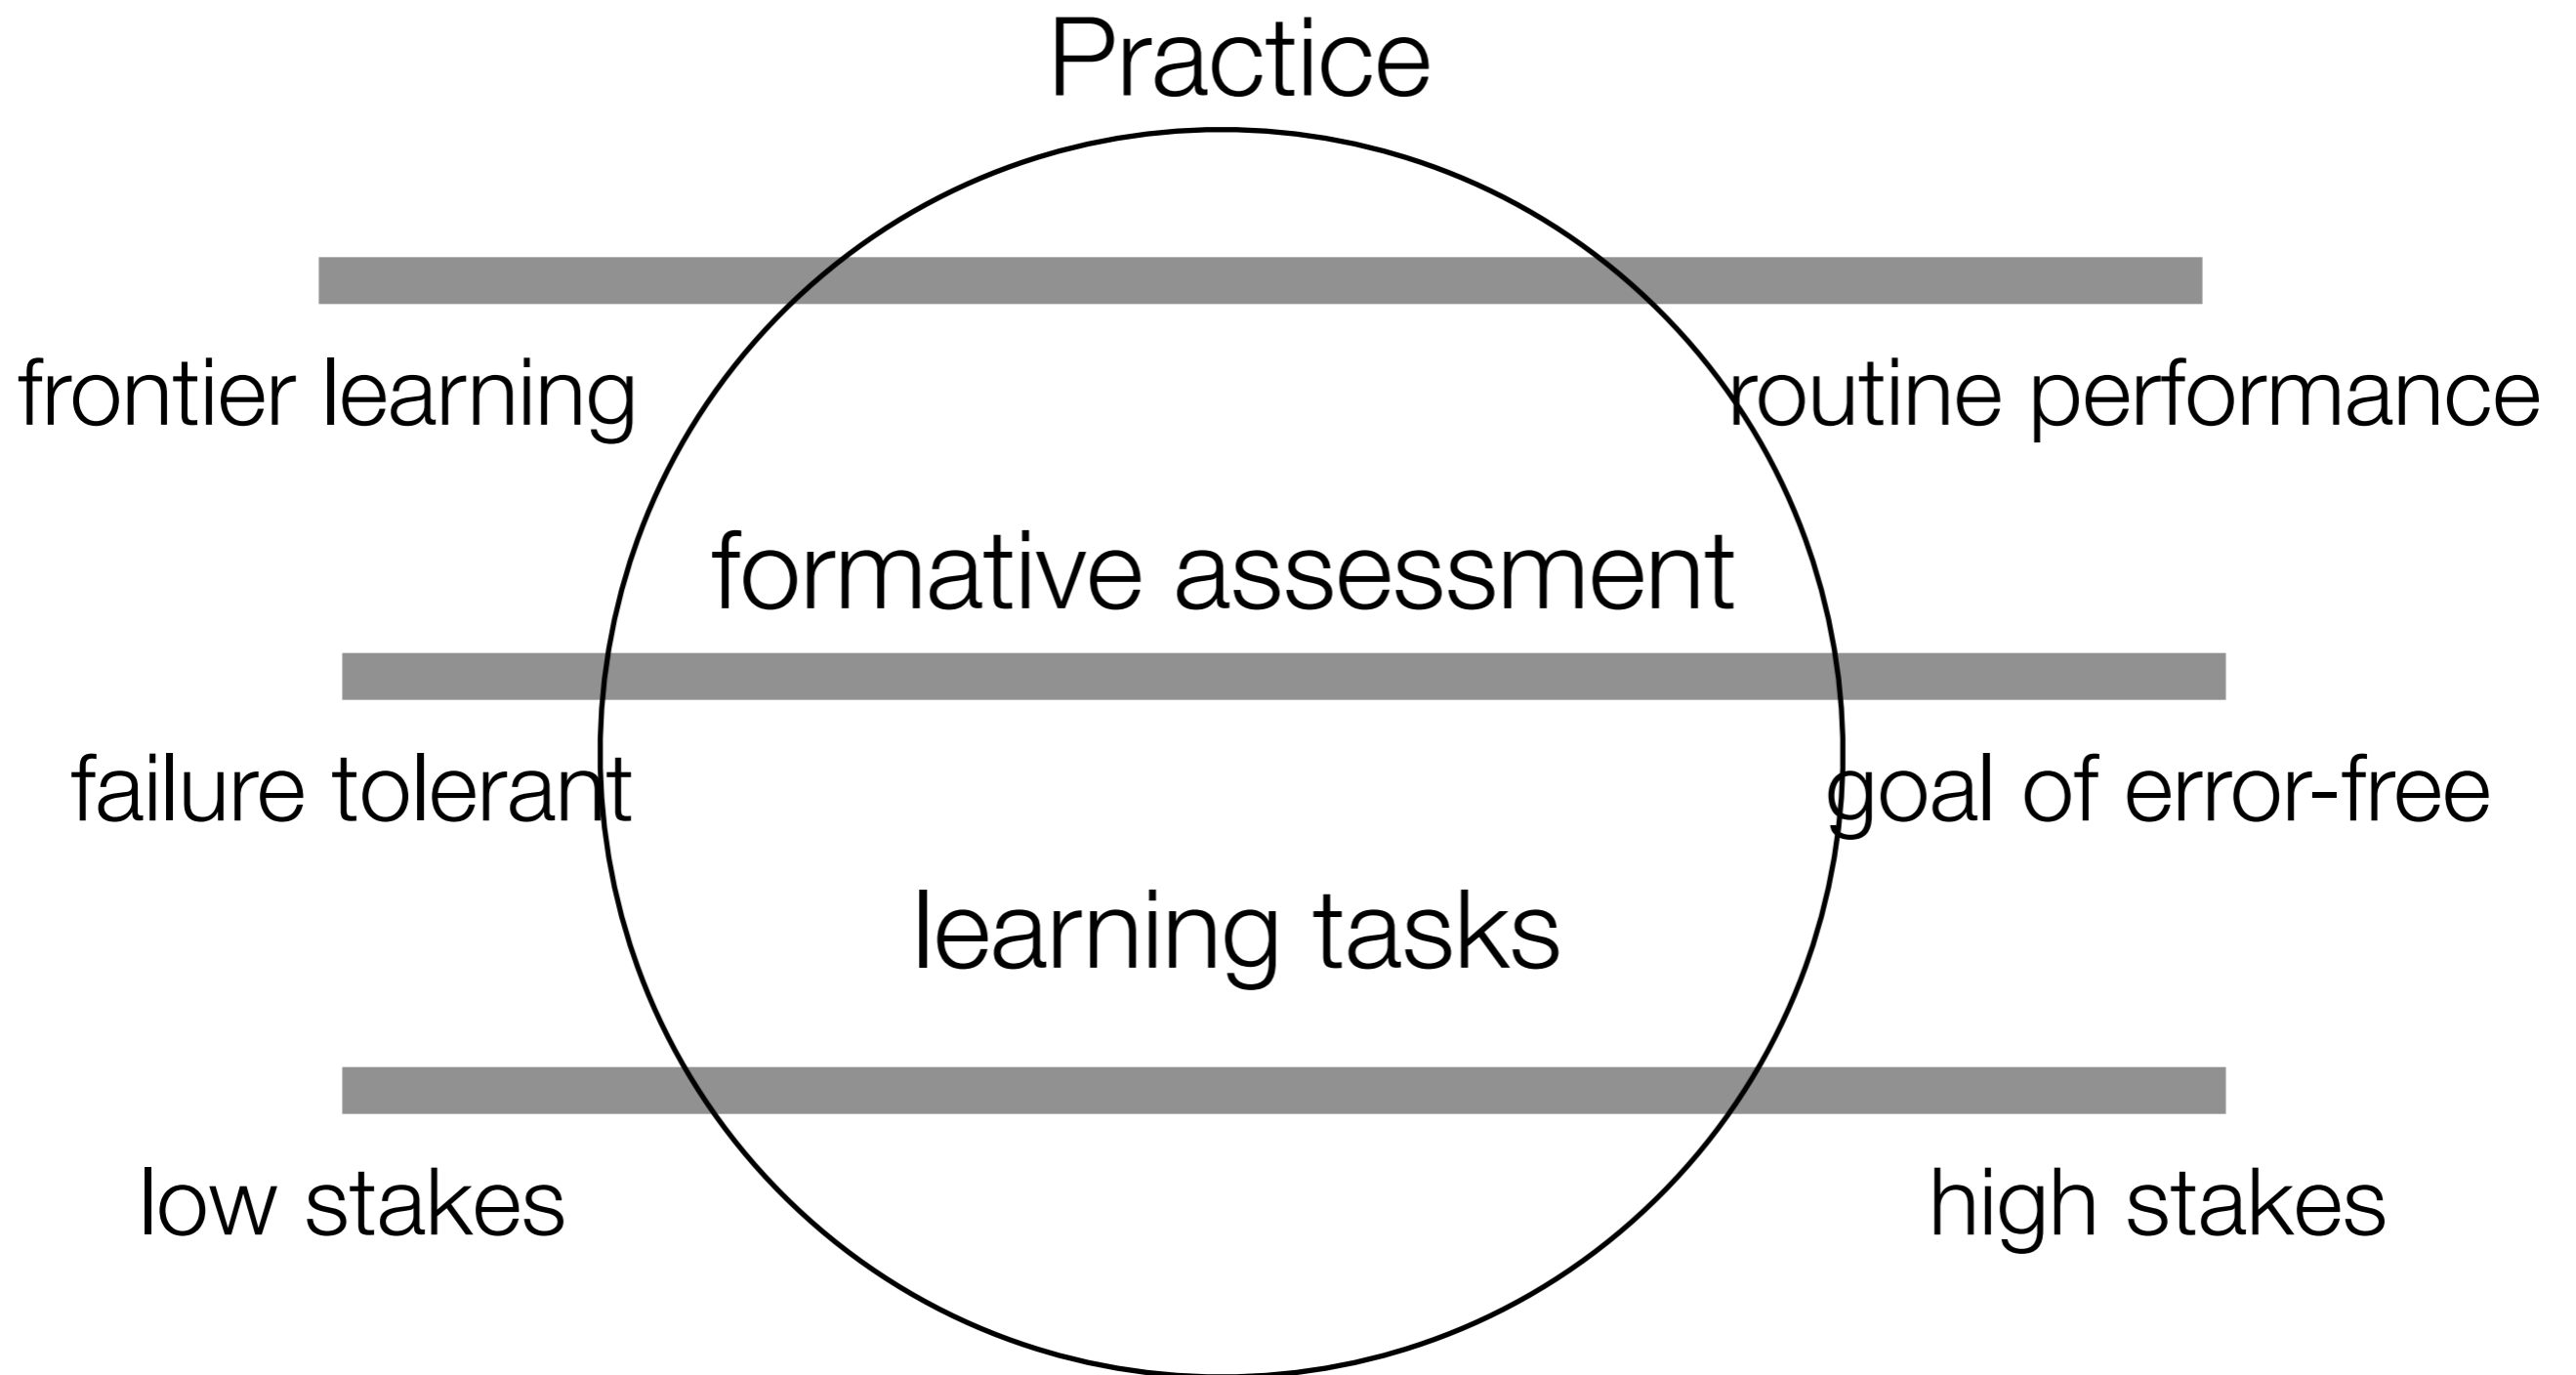 Practice
frontier learning
routine performance
formative assessment
failure tolerant
goal of error-free
learning tasks
low stakes
high stakes